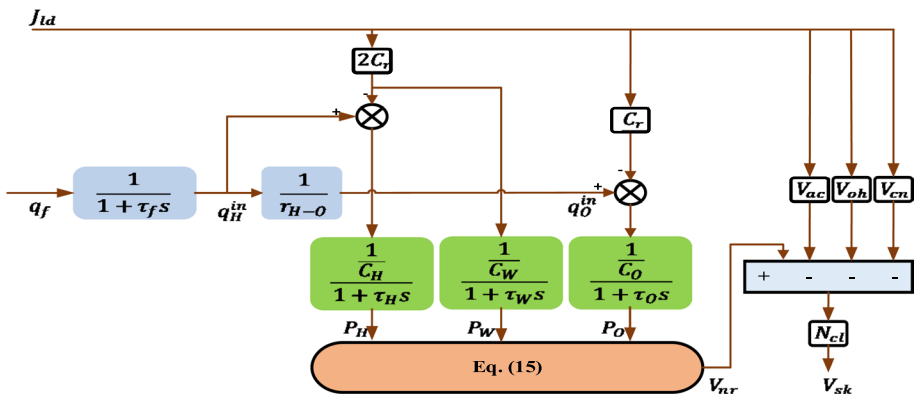 J_ld
2C_r
-
+
C_r
-
+
q_f
1
1 + τ_f s
q_H^in
1
r_H-O
q_O^in
V_ac
V_oh
V_cn
1
C_H
1 + τ_H s
1
C_W
1 + τ_W s
1
C_O
1 + τ_O s
+ - - -
P_H
P_W
P_O
N_cl
Eq. (15)
V_nr
V_sk